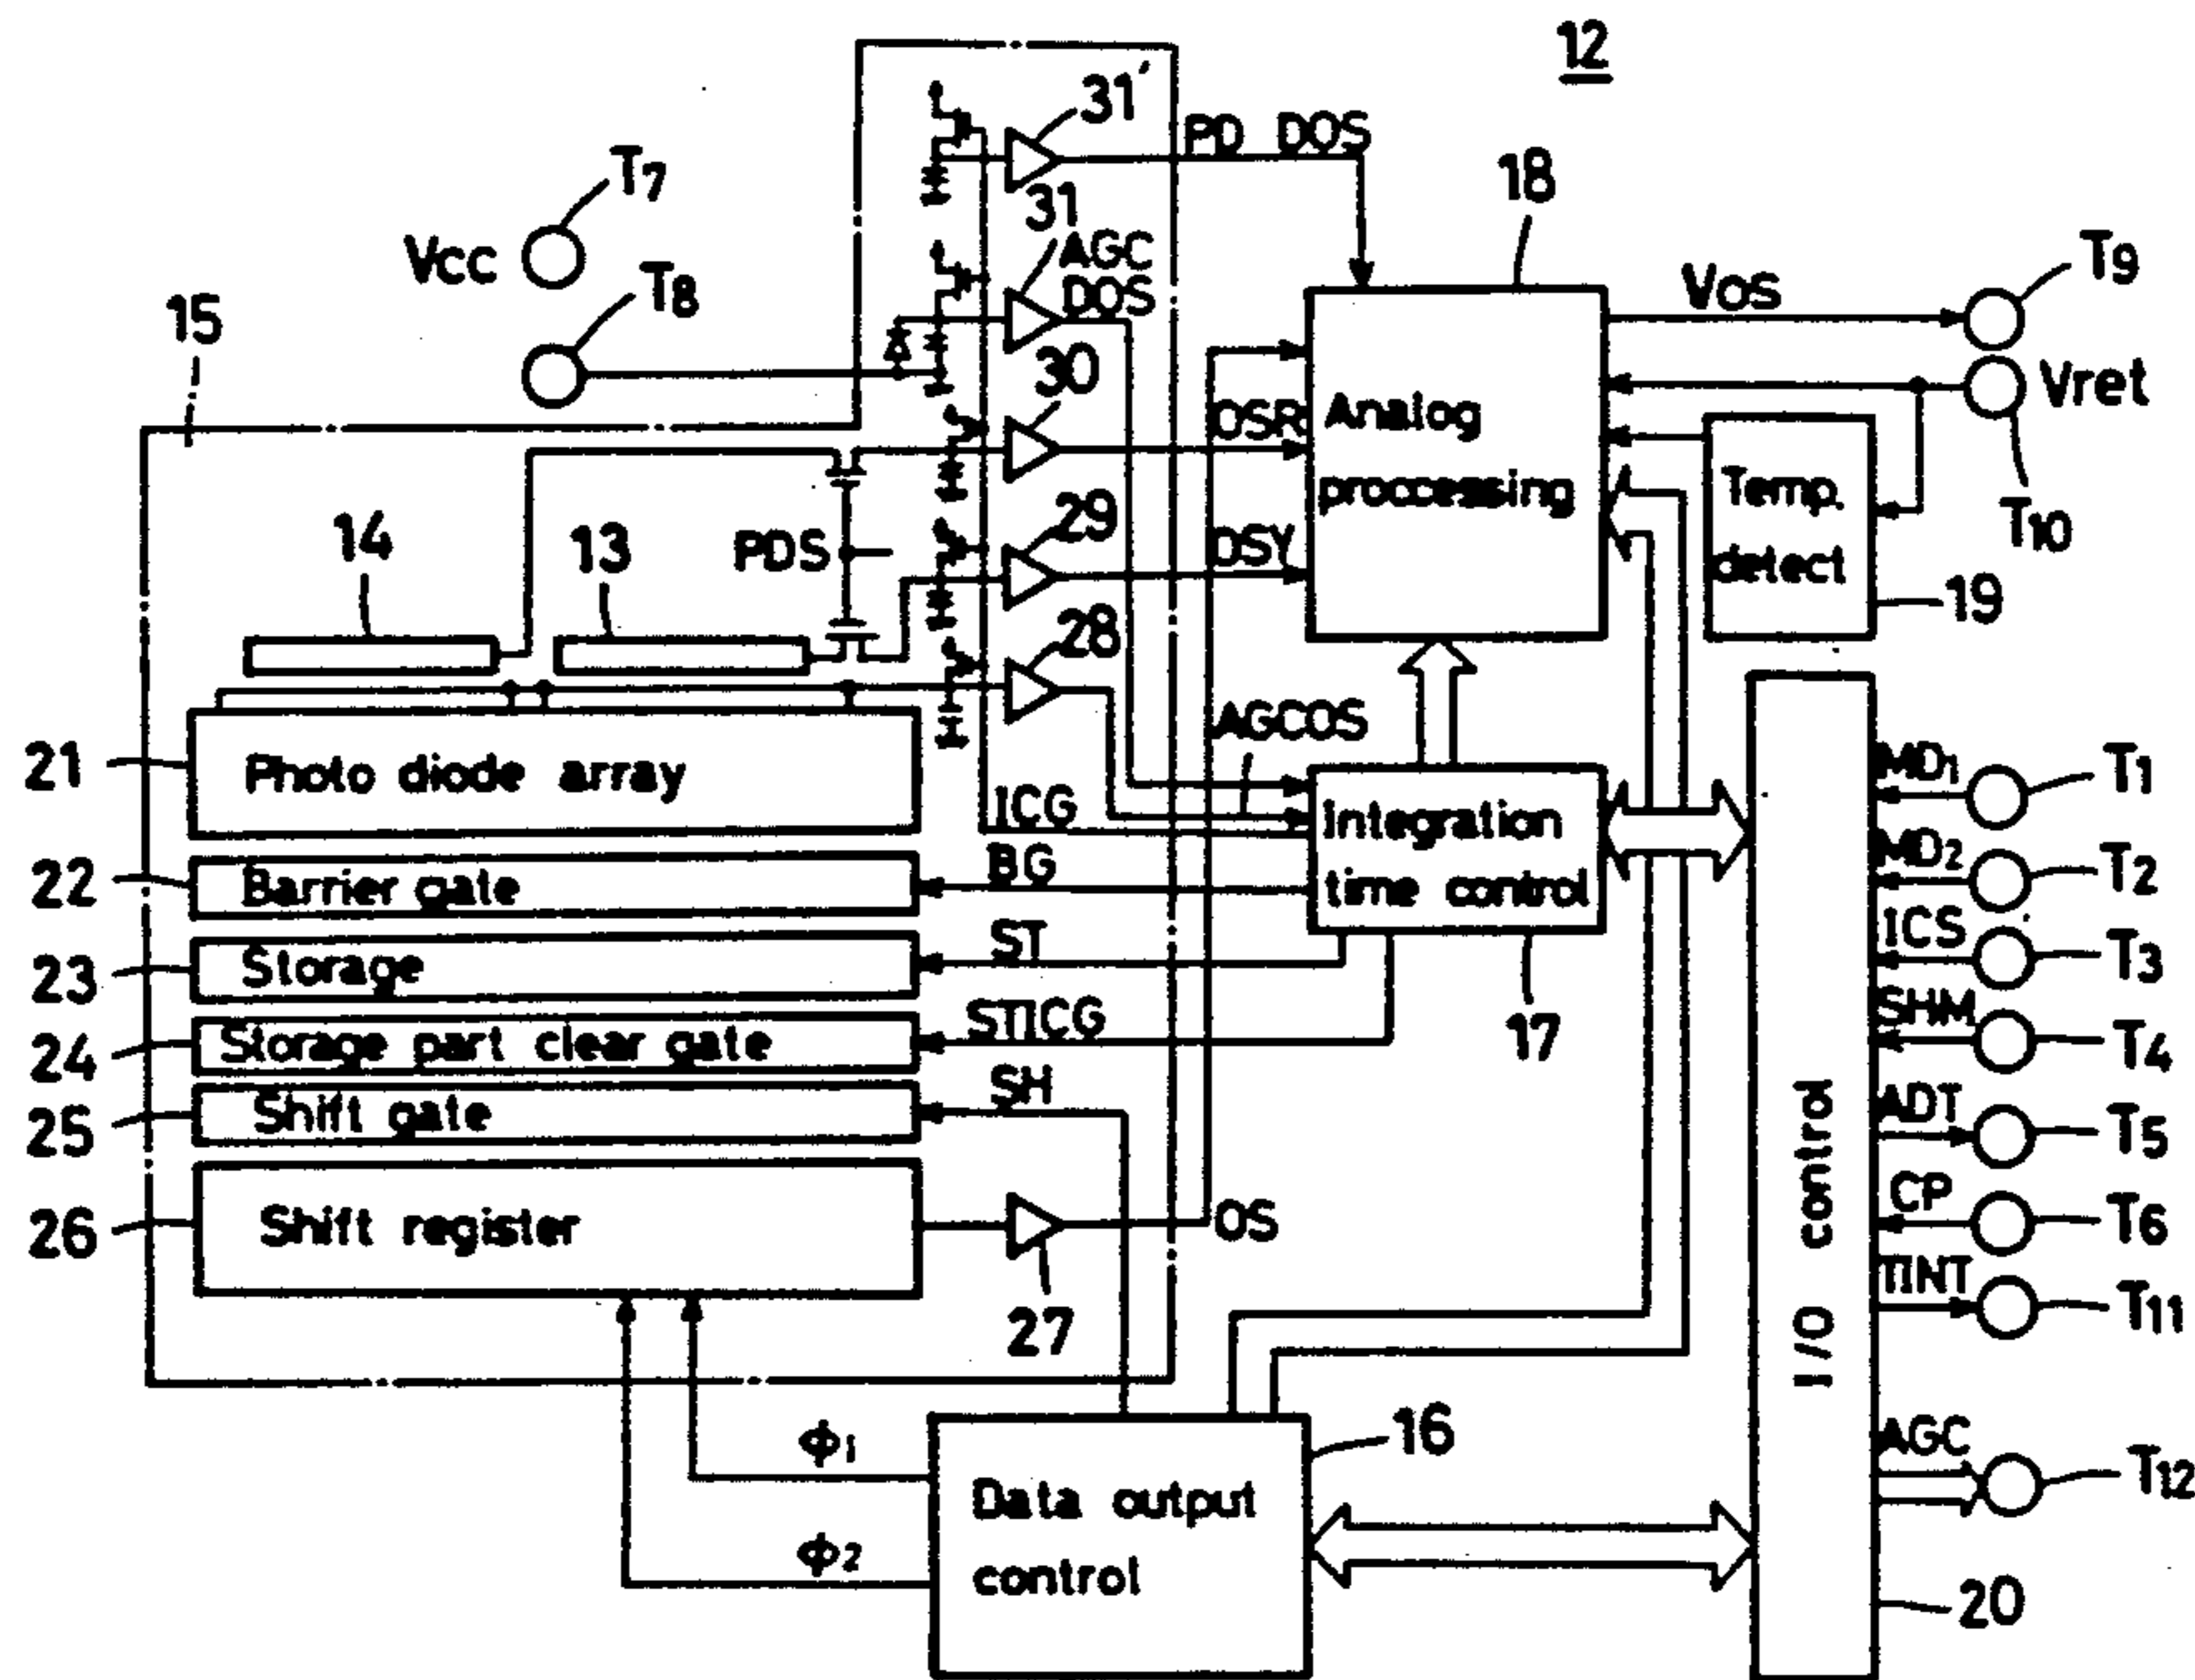 12
31´
PD DOS
T7
18
31
AGC
DOS
Vcc
T8
VOS
T9
15
30
OSR
Analog
proccessing
Vret
Temp.
detect
T10
14
13
PDS
29
DSY
28
19
AGCOS
21
Photo diode array
ICG
Integration
time control
MD1
T1
22
Barrier gate
BG
MD2
T2
23
Storage
ST
ICS
T3
24
Storage part clear gate
STICG
17
SHM
T4
25
Shift gate
SH
ADT
T5
26
Shift register
OS
CP
T6
27
TINT
T11
I/O control
ϕ1
16
AGC
T12
Data output
control
ϕ2
20